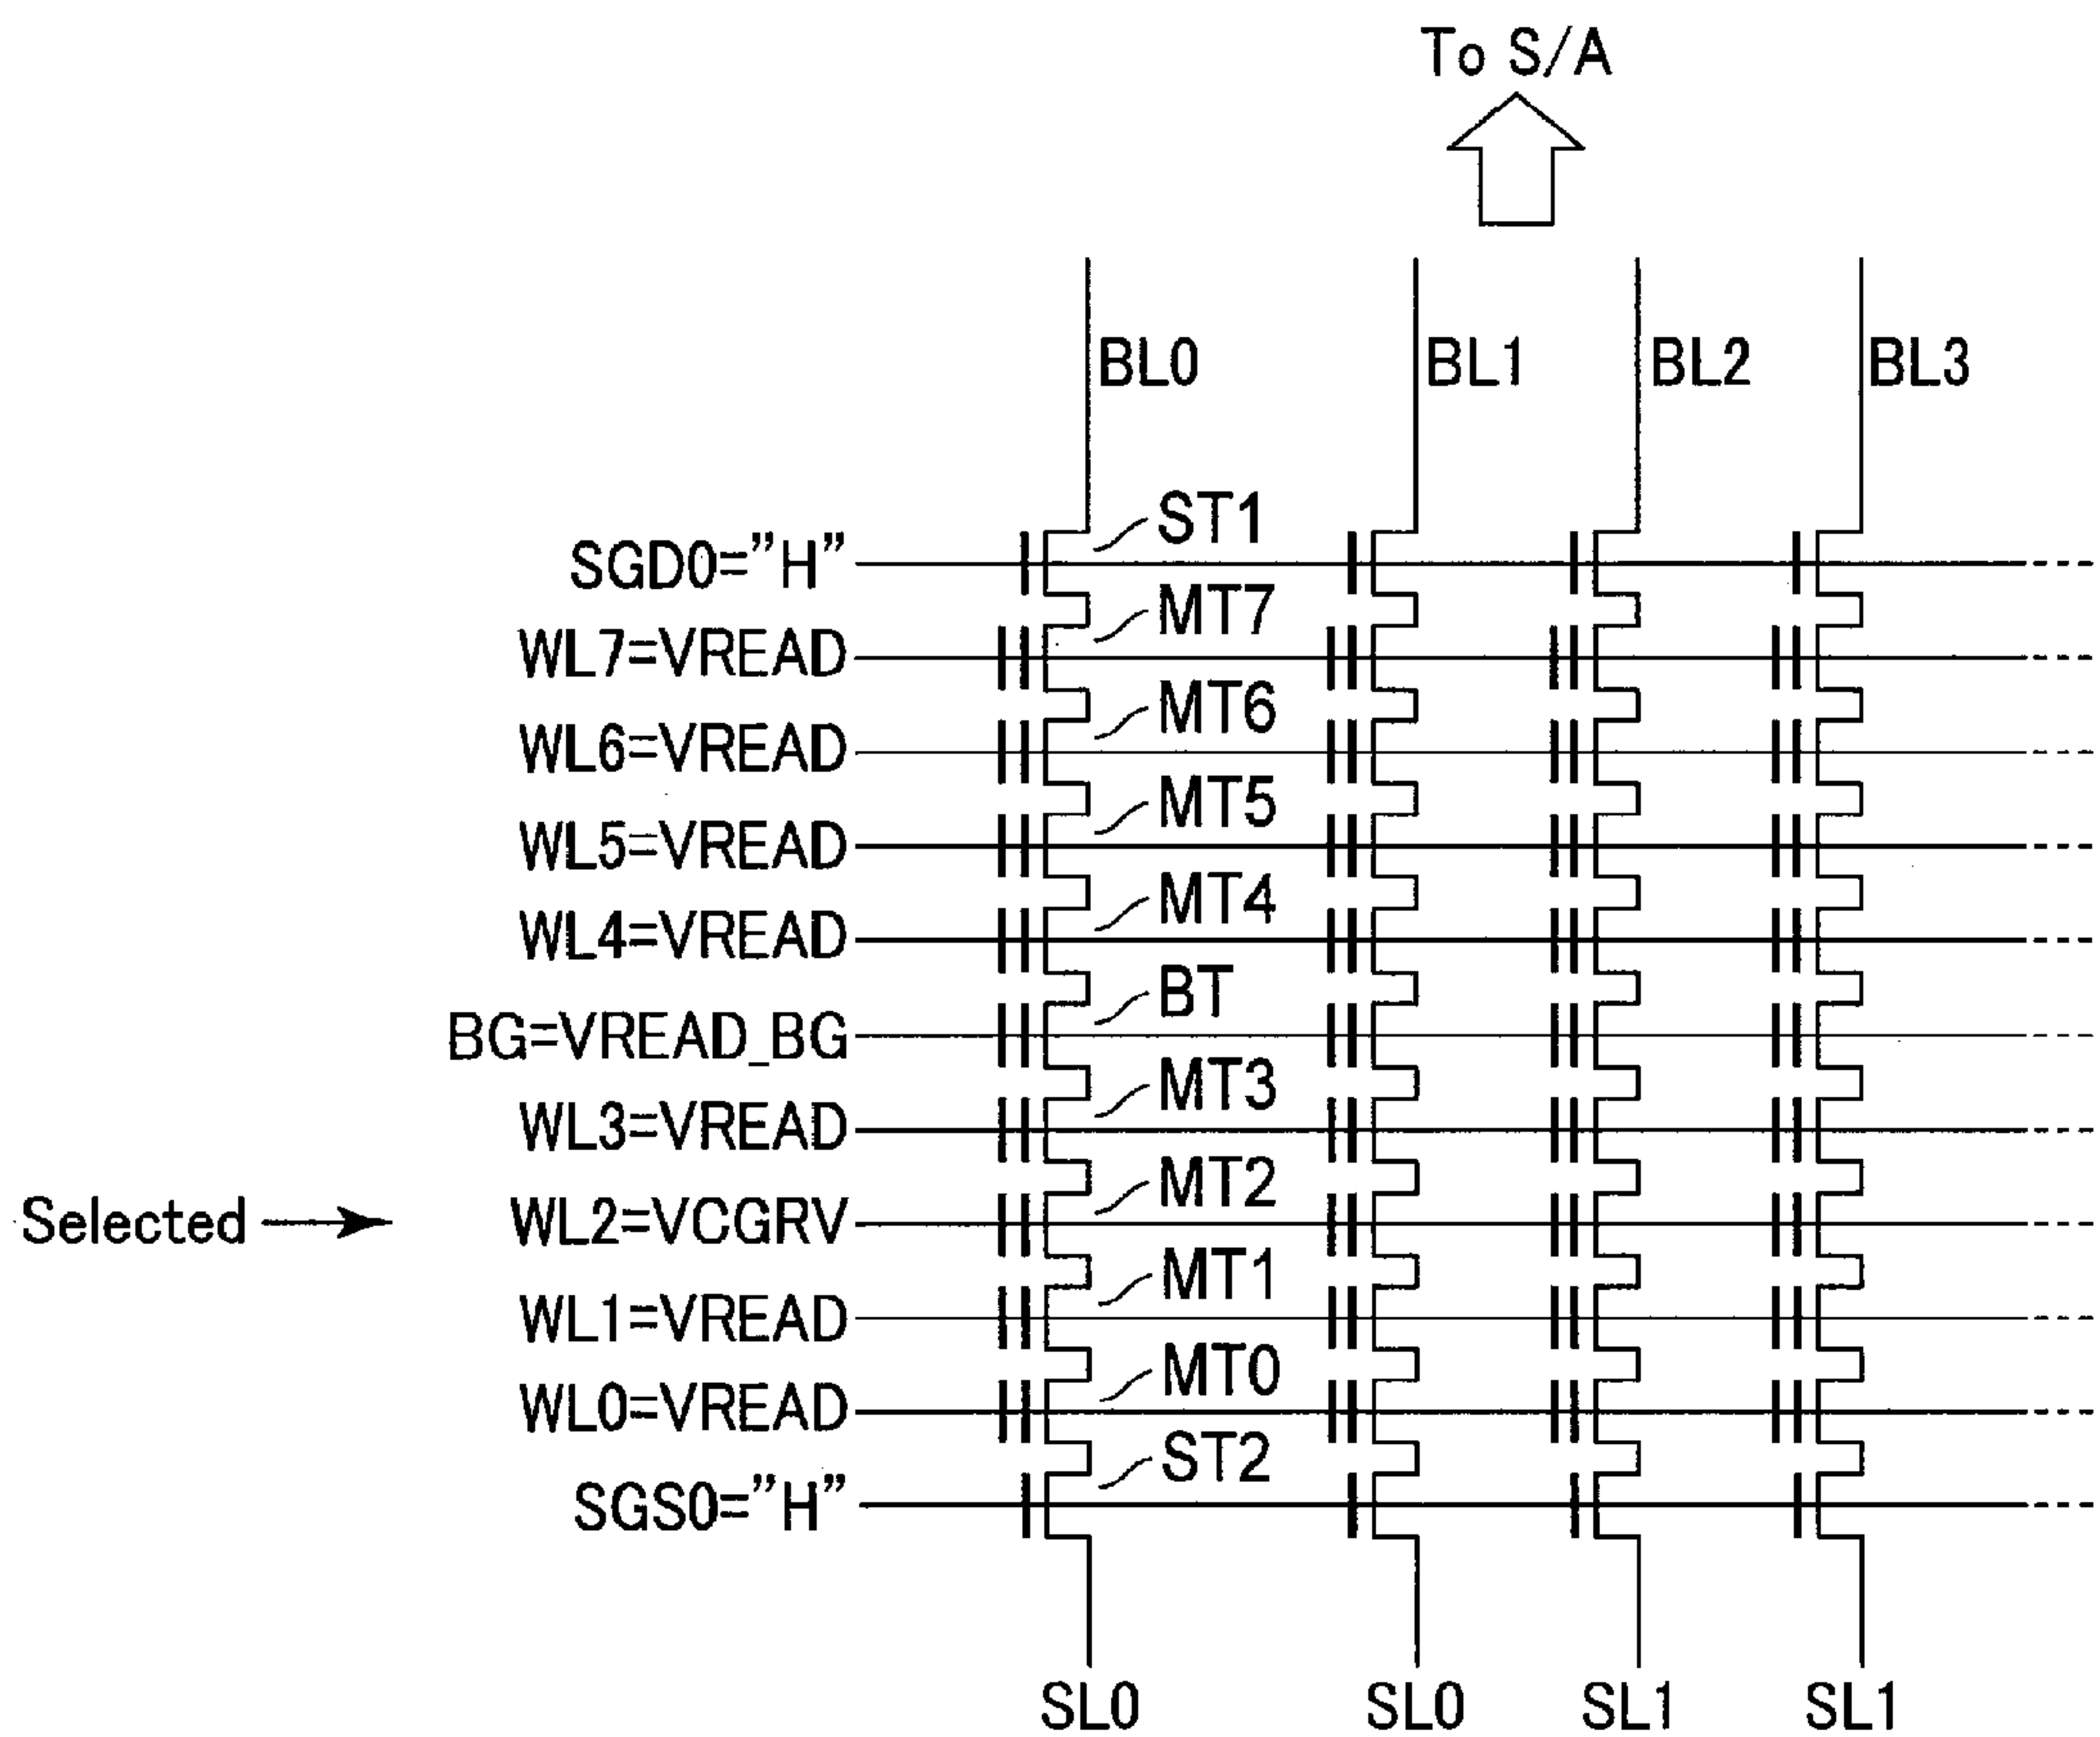 To S/A
BL0 BL1 BL2 BL3
SGD0="H" ST1
WL7=VREAD MT7
WL6=VREAD MT6
WL5=VREAD MT5
WL4=VREAD MT4
BG=VREAD_BG BT
WL3=VREAD MT3
Selected WL2=VCGRV MT2
WL1=VREAD MT1
WL0=VREAD MT0
SGS0="H" ST2
SL0 SL0 SL1 SL1